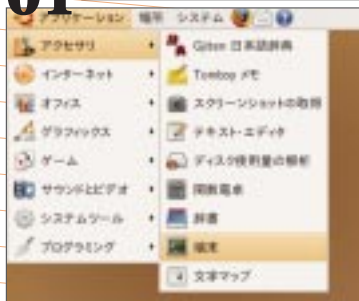 01
アプリケーション 場所 システム
アクセサリ
インターネット
オフィス
グラフィックス
ゲーム
サウンドとビデオ
システムツール
プログラミング
Gjiten 日本語辞典
Tomboy メモ
スクリーンショットの取得
テキスト・エディタ
ディスク使用量の解析
関数電卓
辞書
端末
文字マップ